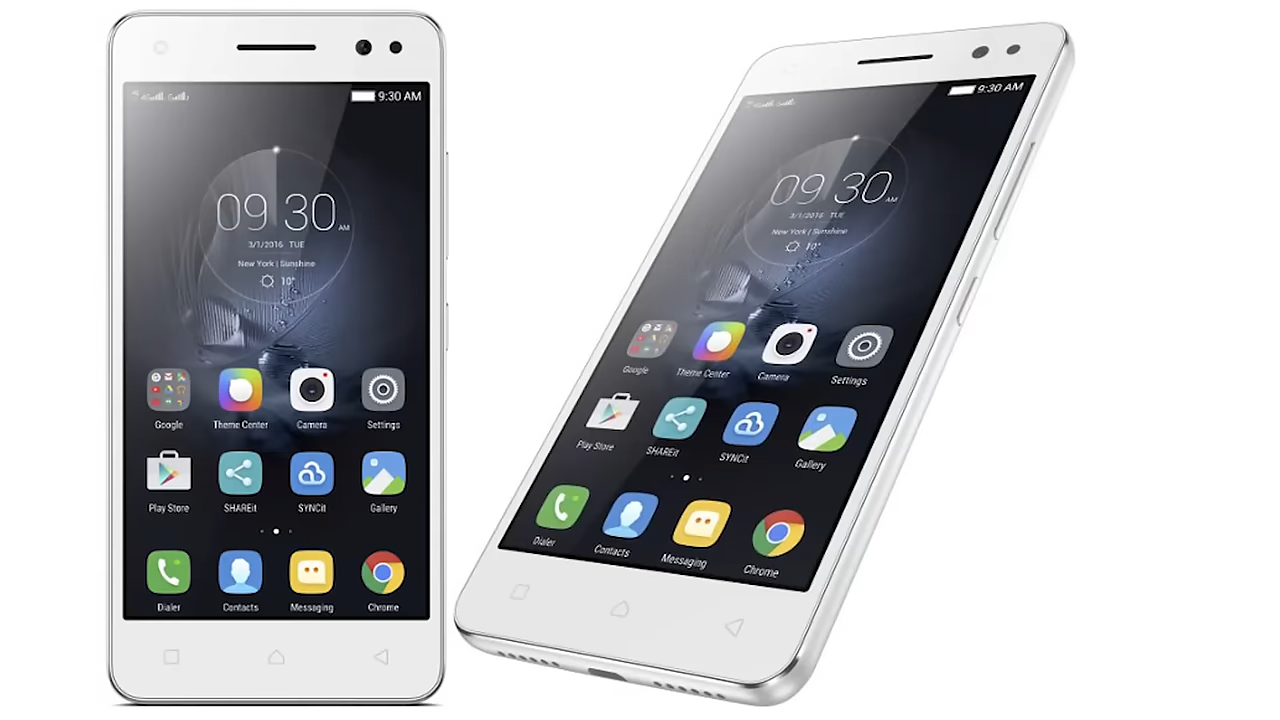 9:30 AM
09 30 AM
3/1/2016 TUE
New York | Sunshine
10°
Google Theme Center Camera Settings
Play Store SHAREit SYNCit Gallery
Dialer Contacts Messaging Chrome
9:30 AM
09 30 AM
3/1/2016 TUE
New York | Sunshine
10°
Google Theme Center Camera Settings
Play Store SHAREit SYNCit Gallery
Dialer Contacts Messaging Chrome